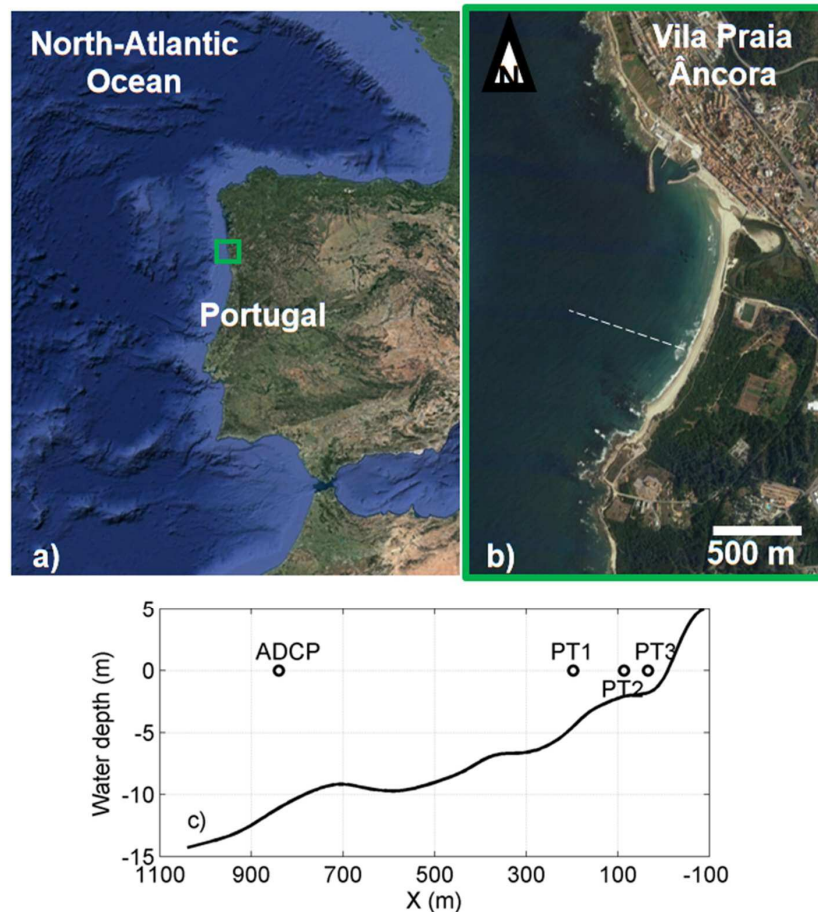 North-Atlantic
Ocean
Portugal
a)
N
Vila Praia
Âncora
500 m
b)
5
0
-5
-10
-15
Water depth (m)
ADCP
PT1
PT3
PT2
c)
1100
900
700
500
300
100
-100
X (m)